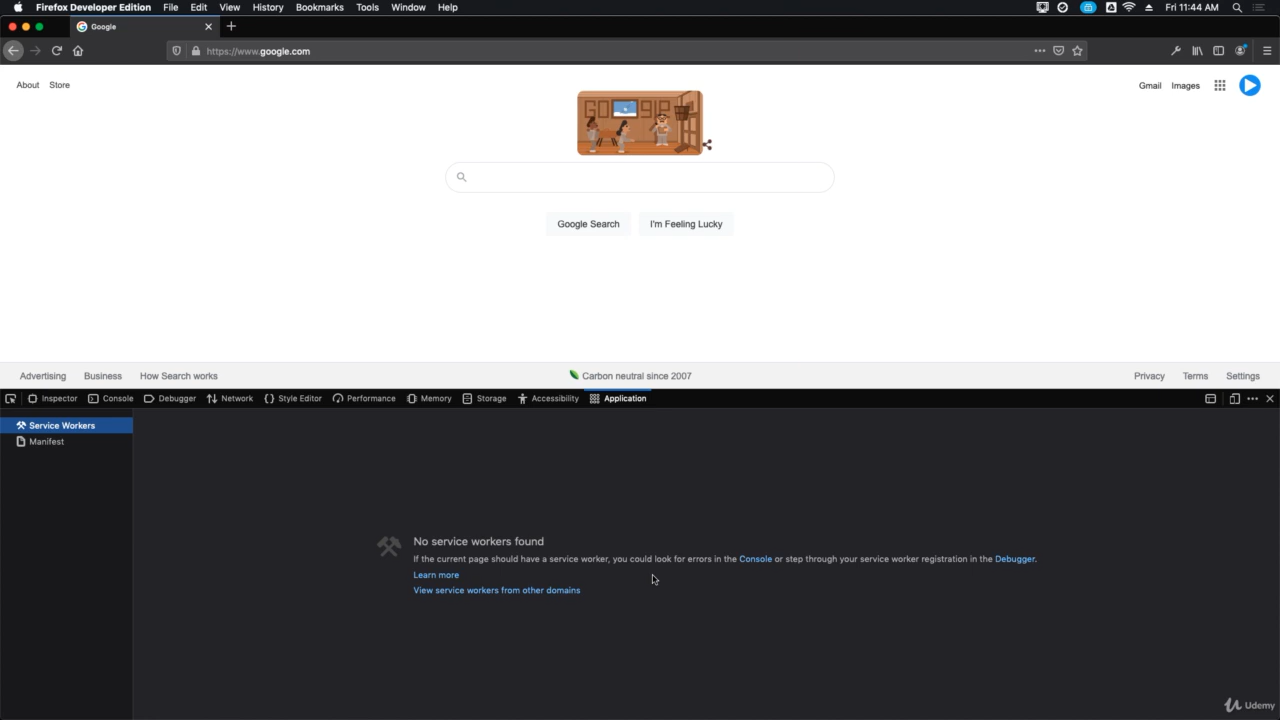 Firefox Developer Edition File Edit View History Bookmarks Tools Window Help Fri 11:44 AM
Google
https://www.google.com
About Store Gmail Images
Google Search I'm Feeling Lucky
Advertising Business How Search works Carbon neutral since 2007 Privacy Terms Settings
Inspector Console Debugger Network Style Editor Performance Memory Storage Accessibility Application
Service Workers
Manifest
No service workers found
If the current page should have a service worker, you could look for errors in the Console or step through your service worker registration in the Debugger.
Learn more
View service workers from other domains
Udemy